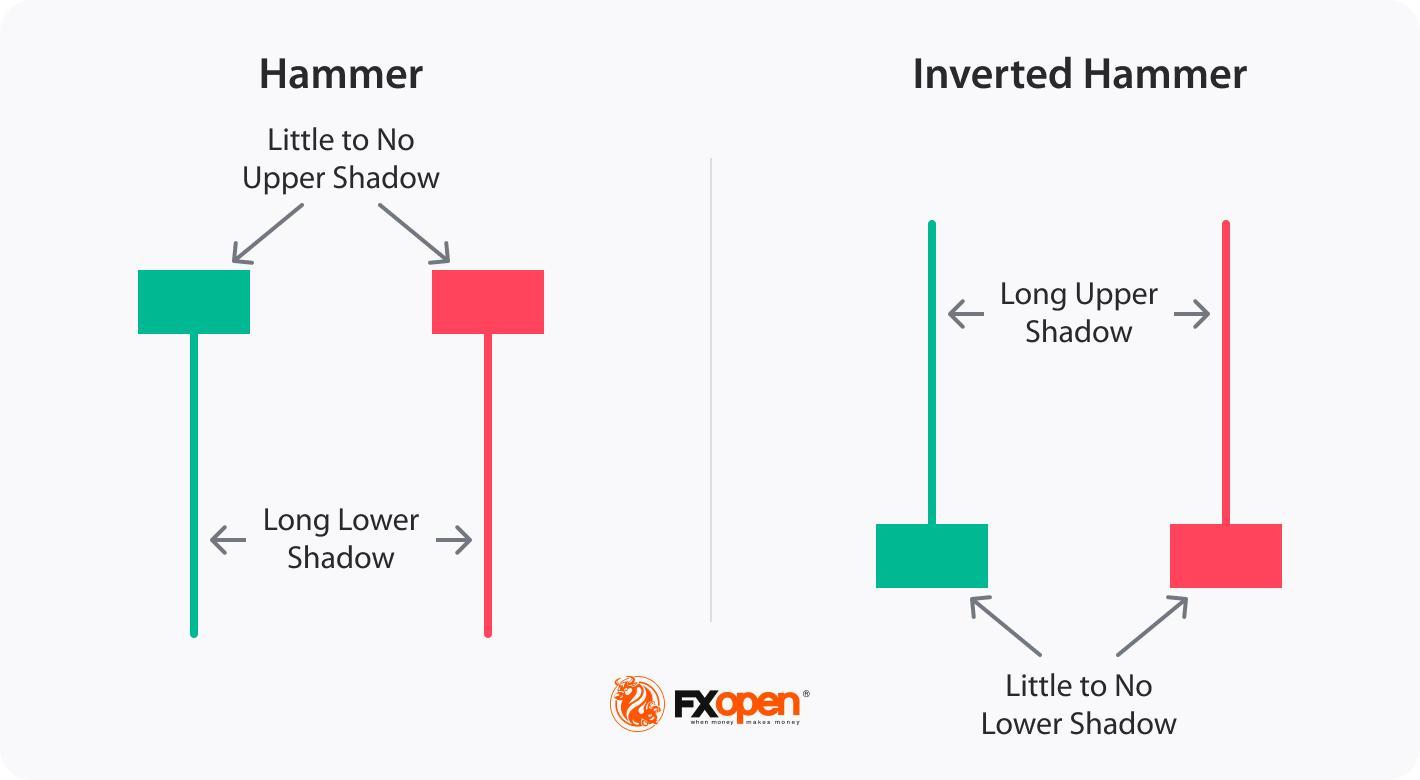 Hammer
Little to No
Upper Shadow
Long Lower
Shadow
Inverted Hammer
Long Upper
Shadow
Little to No
Lower Shadow
FXopen®
when money makes money